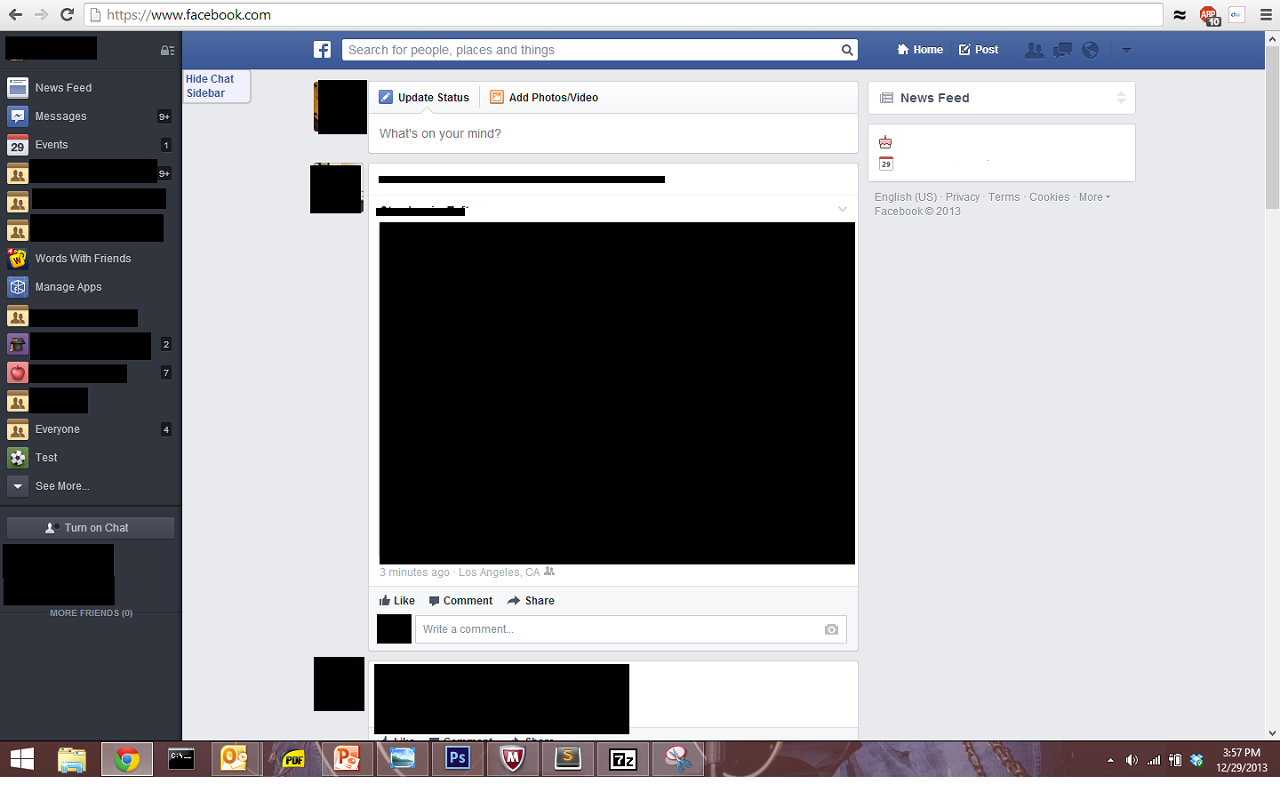 https://www.facebook.com
ABP
10
Search for people, places and things
Home
Post
Hide Chat
Sidebar
News Feed
Messages
9+
29
Events
1
9+
Words With Friends
Manage Apps
2
7
Everyone
4
Test
See More...
Turn on Chat
MORE FRIENDS (0)
Update Status
Add Photos/Video
What's on your mind?
3 minutes ago · Los Angeles, CA
Like
Comment
Share
Write a comment...
Like
Comment
Share
News Feed
29
English (US) · Privacy · Terms · Cookies · More
Facebook © 2013
C:\
PDF
Ps
S
7z
3:57 PM
12/29/2013